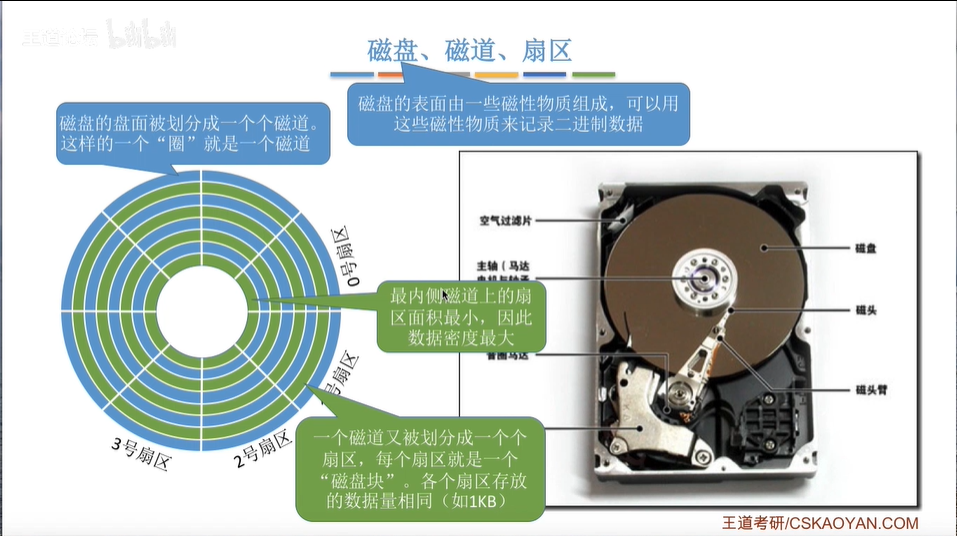 bilibili
磁盘、磁道、扇区
磁盘的表面由一些磁性物质组成，可以用
这些磁性物质来记录二进制数据
磁盘的盘面被划分成一个个磁道。
这样的一个“圈”就是一个磁道
0号扇区
号扇区
2号扇区
3号扇区
最内侧磁道上的扇
区面积最小，因此
数据密度最大
一个磁道又被划分成一个个
扇区，每个扇区就是一个
“磁盘块”。各个扇区存放
的数据量相同（如1KB）
空气过滤片
主轴（马达
音圈马达
磁盘
磁头
磁头臂
王道考研/CSKAOYAN.COM